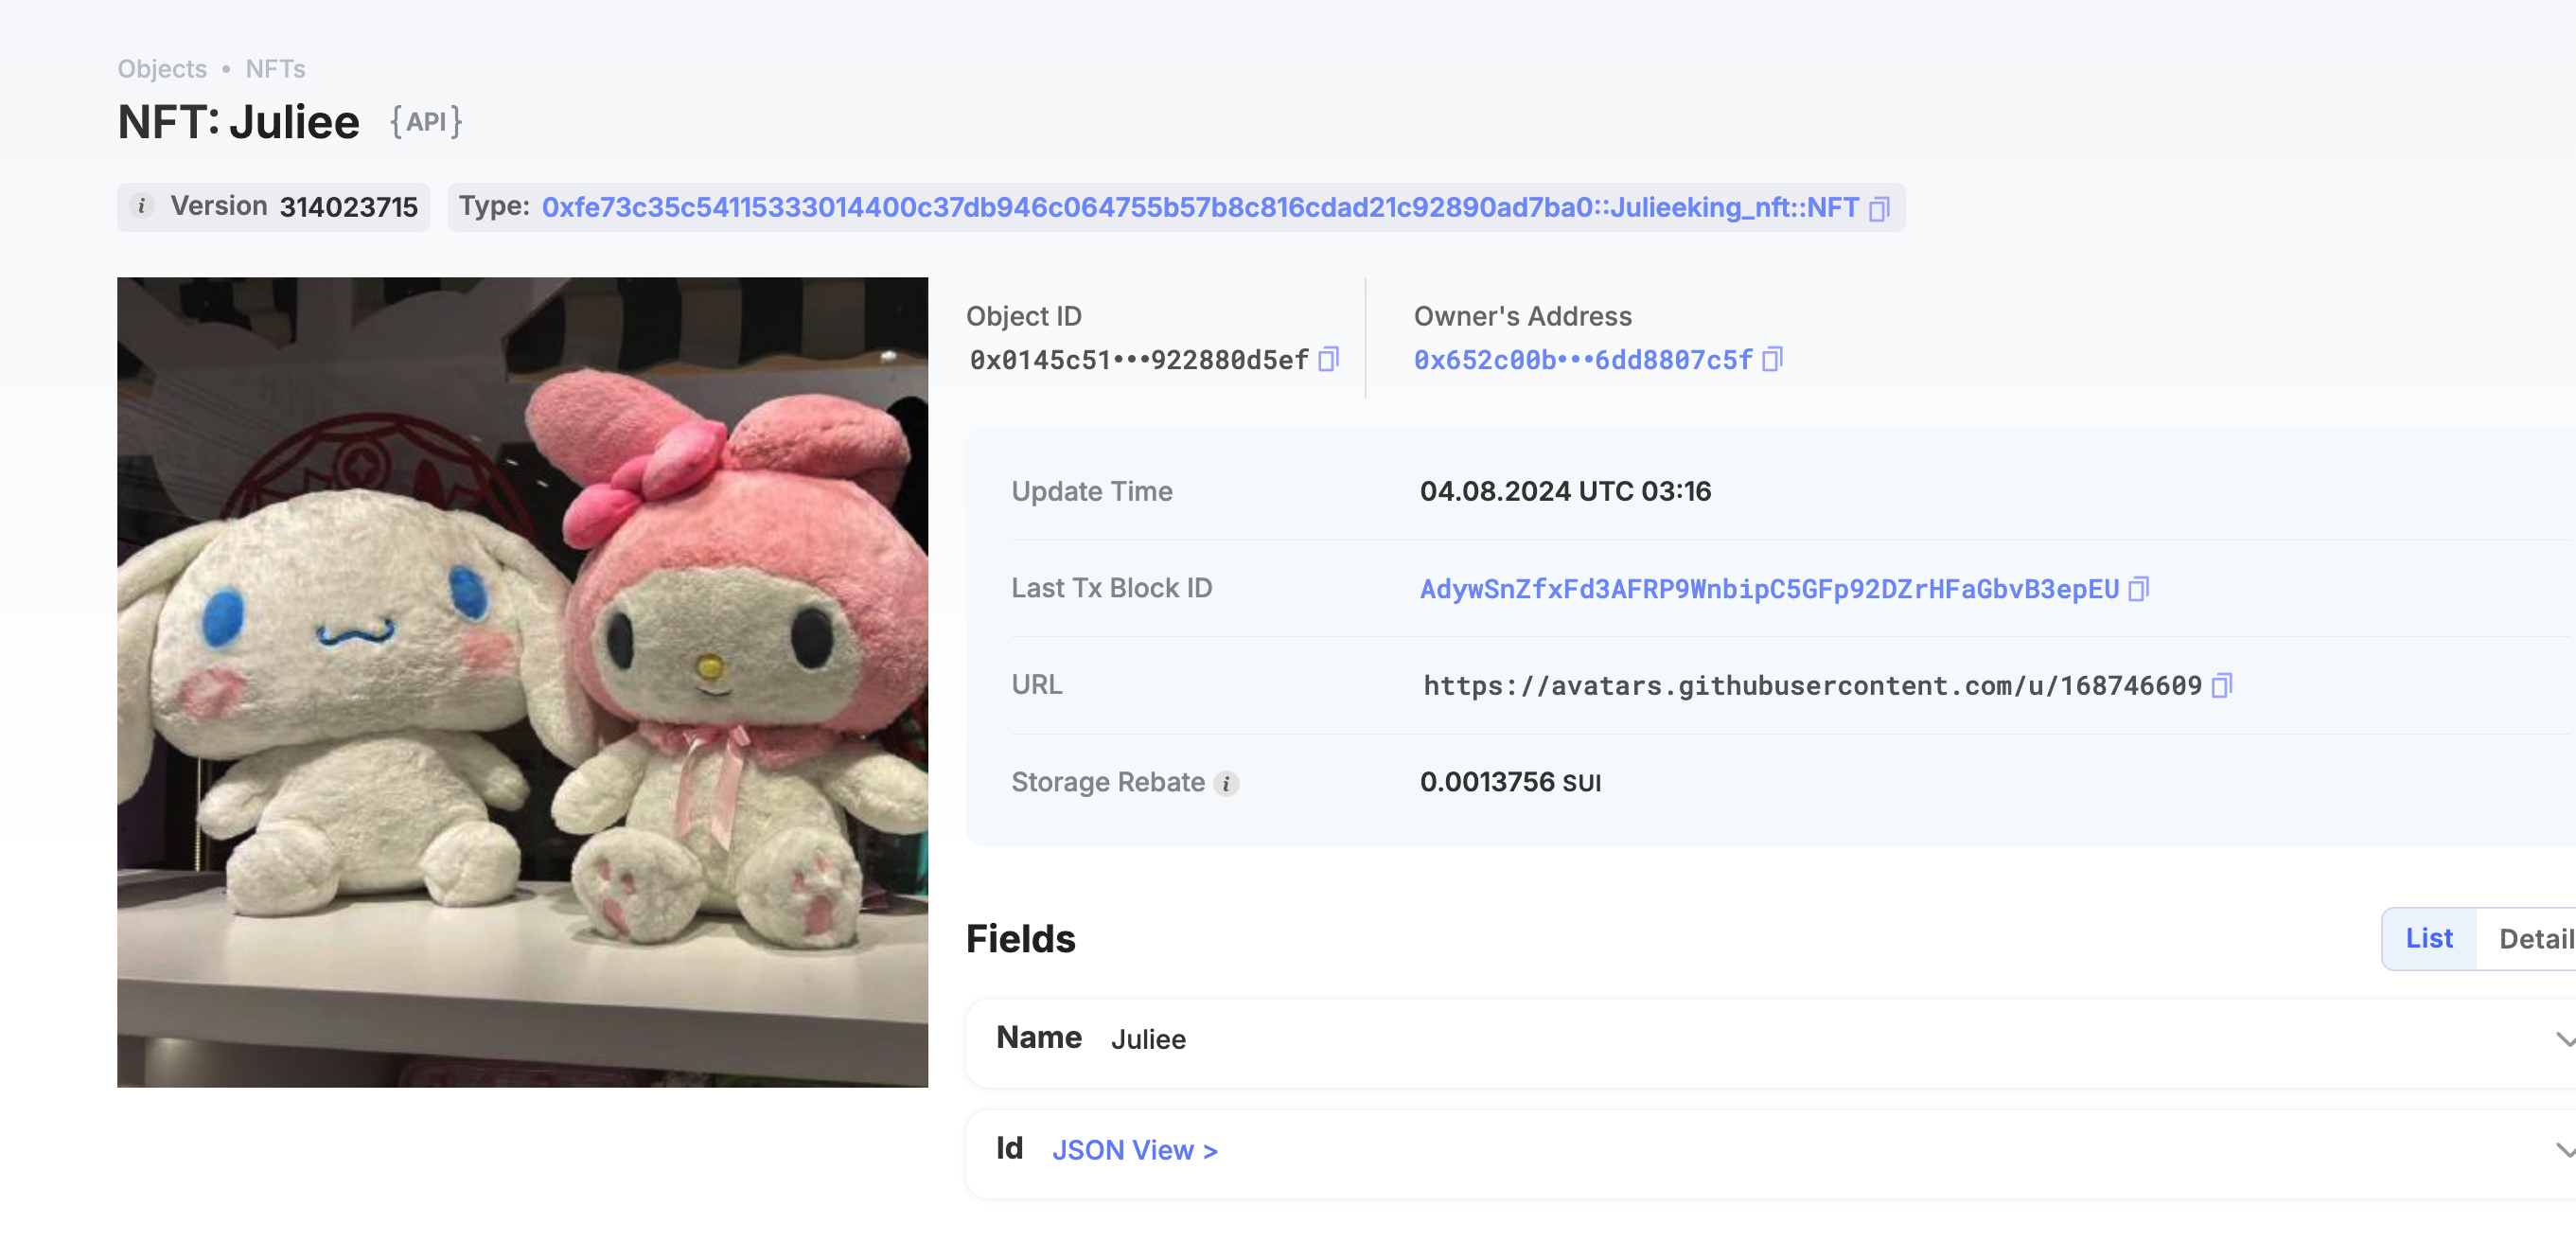 Objects • NFTs
NFT: Juliee {API}
i Version 314023715 Type: 0xfe73c35c54115333014400c37db946c064755b57b8c816cdad21c92890ad7ba0::Julieeking_nft::NFT
Object ID
0x0145c51•••922880d5ef
Owner's Address
0x652c00b•••6dd8807c5f
Update Time 04.08.2024 UTC 03:16
Last Tx Block ID AdywSnZfxFd3AFRP9WnbipC5GFp92DZrHFaGbvB3epEU
URL https://avatars.githubusercontent.com/u/168746609
Storage Rebate i 0.0013756 SUI
Fields
List Detail
Name Juliee
Id JSON View >